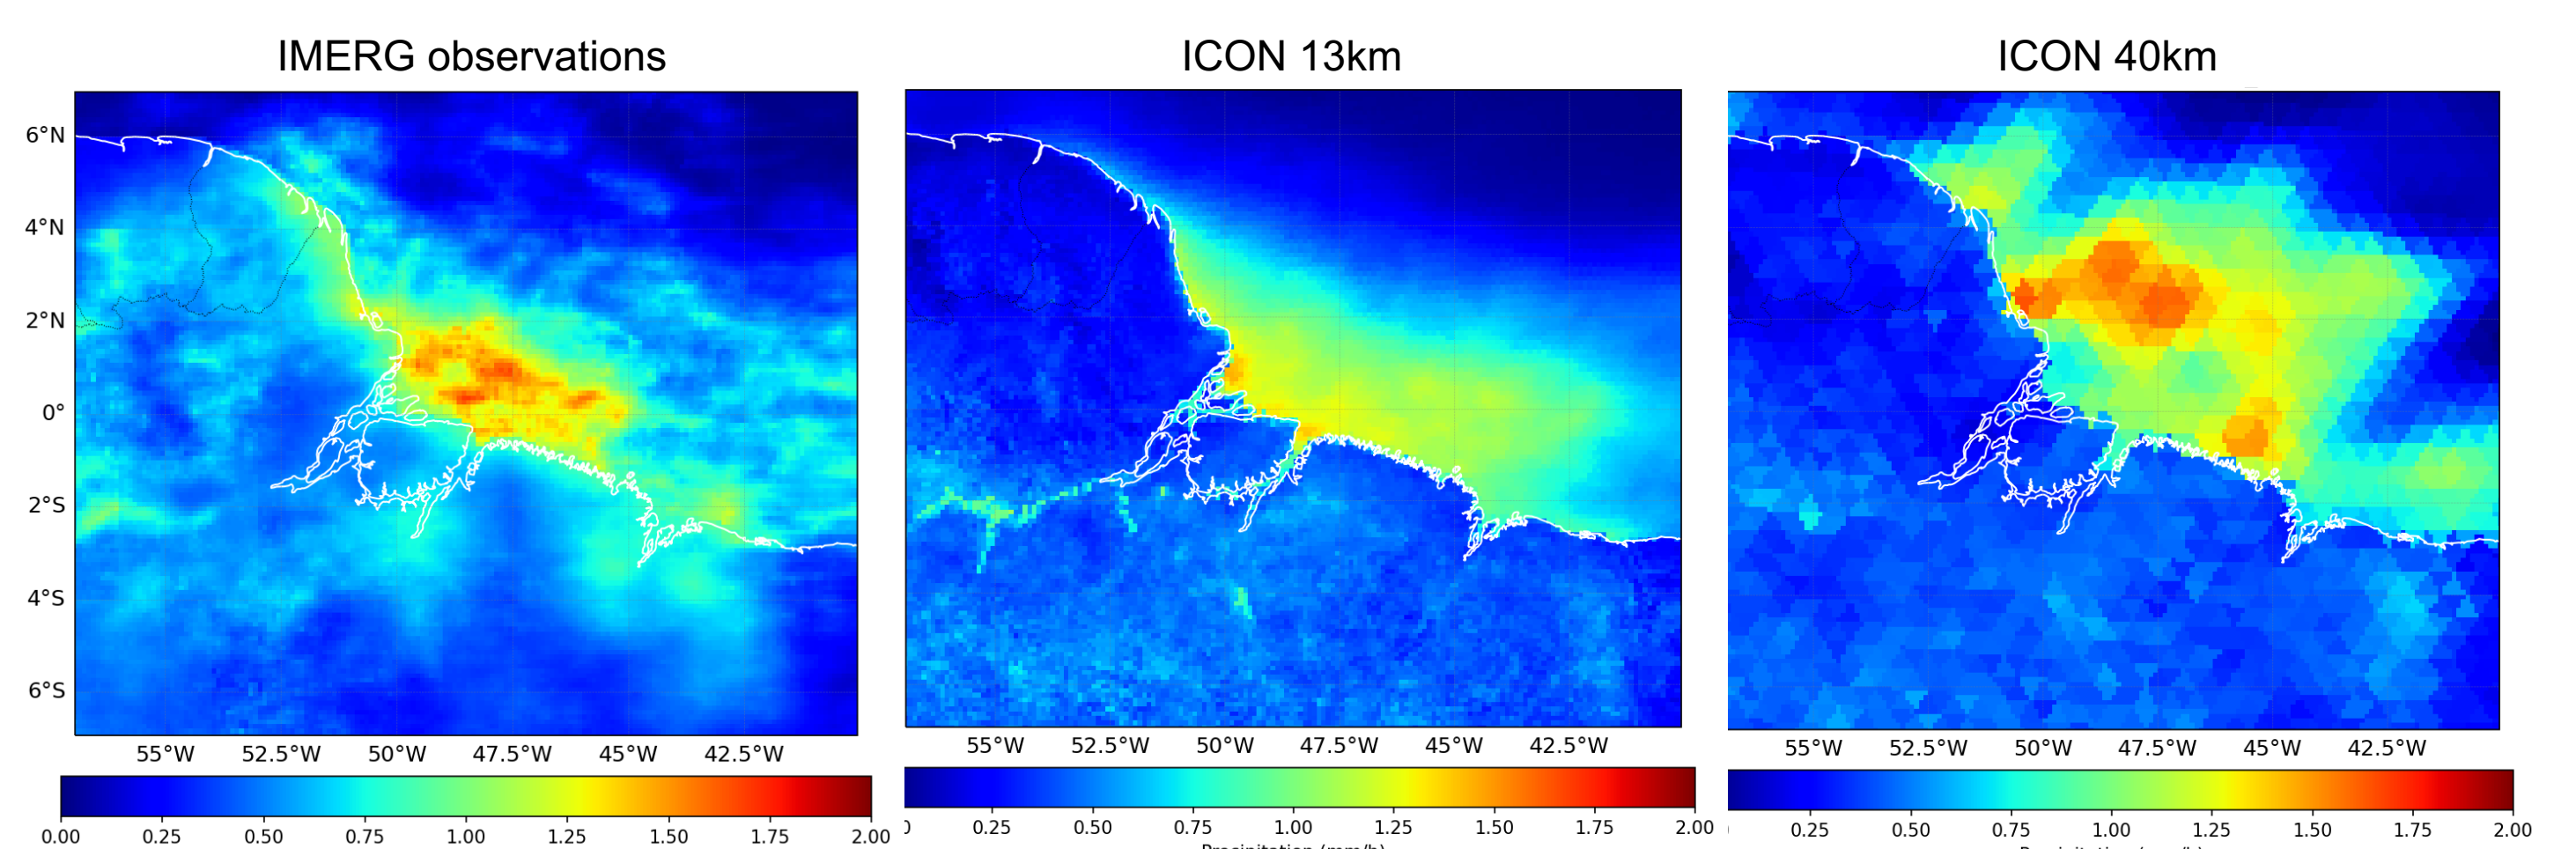 IMERG observations
ICON 13km
ICON 40km
6°N
4°N
2°N
0°
2°S
4°S
6°S
55°W 52.5°W 50°W 47.5°W 45°W 42.5°W
55°W 52.5°W 50°W 47.5°W 45°W 42.5°W
55°W 52.5°W 50°W 47.5°W 45°W 42.5°W
0.00 0.25 0.50 0.75 1.00 1.25 1.50 1.75 2.00
0.25 0.50 0.75 1.00 1.25 1.50 1.75 2.00
0.25 0.50 0.75 1.00 1.25 1.50 1.75 2.00